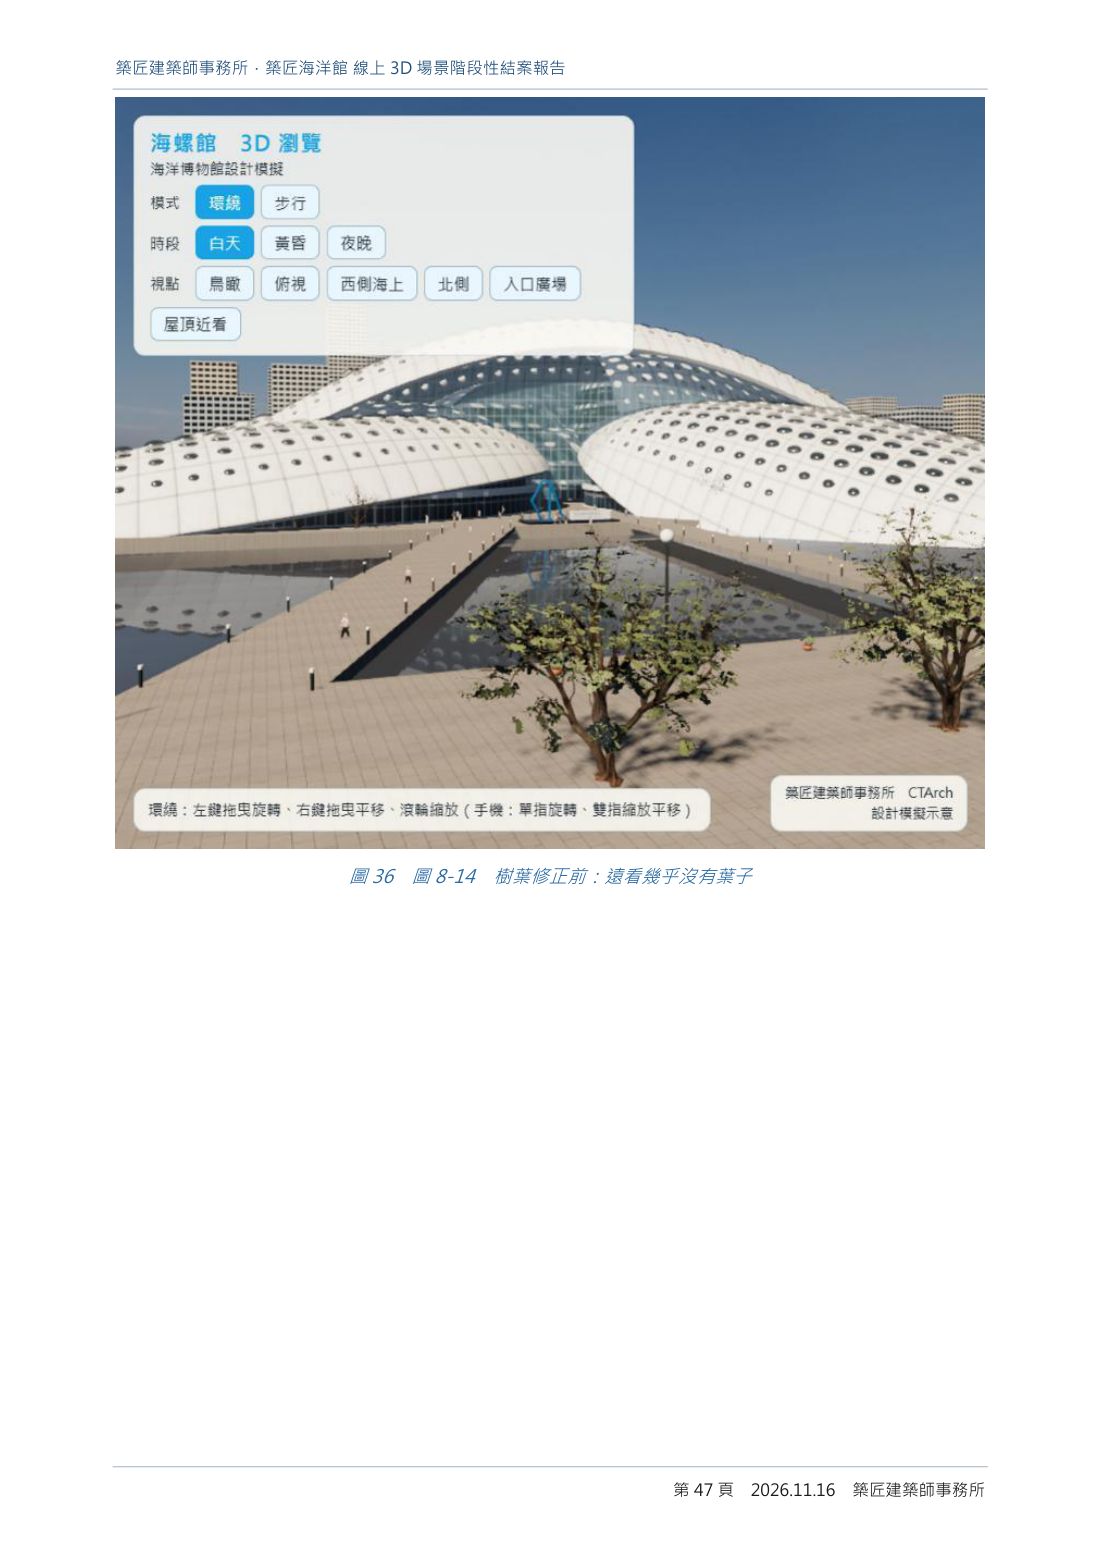 築匠建築師事務所．築匠海洋館 線上 3D 場景階段性結案報告
海螺館　3D 瀏覽
海洋博物館設計模擬
模式 環繞 步行
時段 白天 黃昏 夜晚
視點 鳥瞰 俯視 西側海上 北側 入口廣場
屋頂近看
環繞：左鍵拖曳旋轉、右鍵拖曳平移、滾輪縮放（手機：單指旋轉、雙指縮放平移）
築匠建築師事務所　CTArch
設計模擬示意
圖 36　圖 8-14　樹葉修正前：遠看幾乎沒有葉子
第 47 頁　2026.11.16　築匠建築師事務所